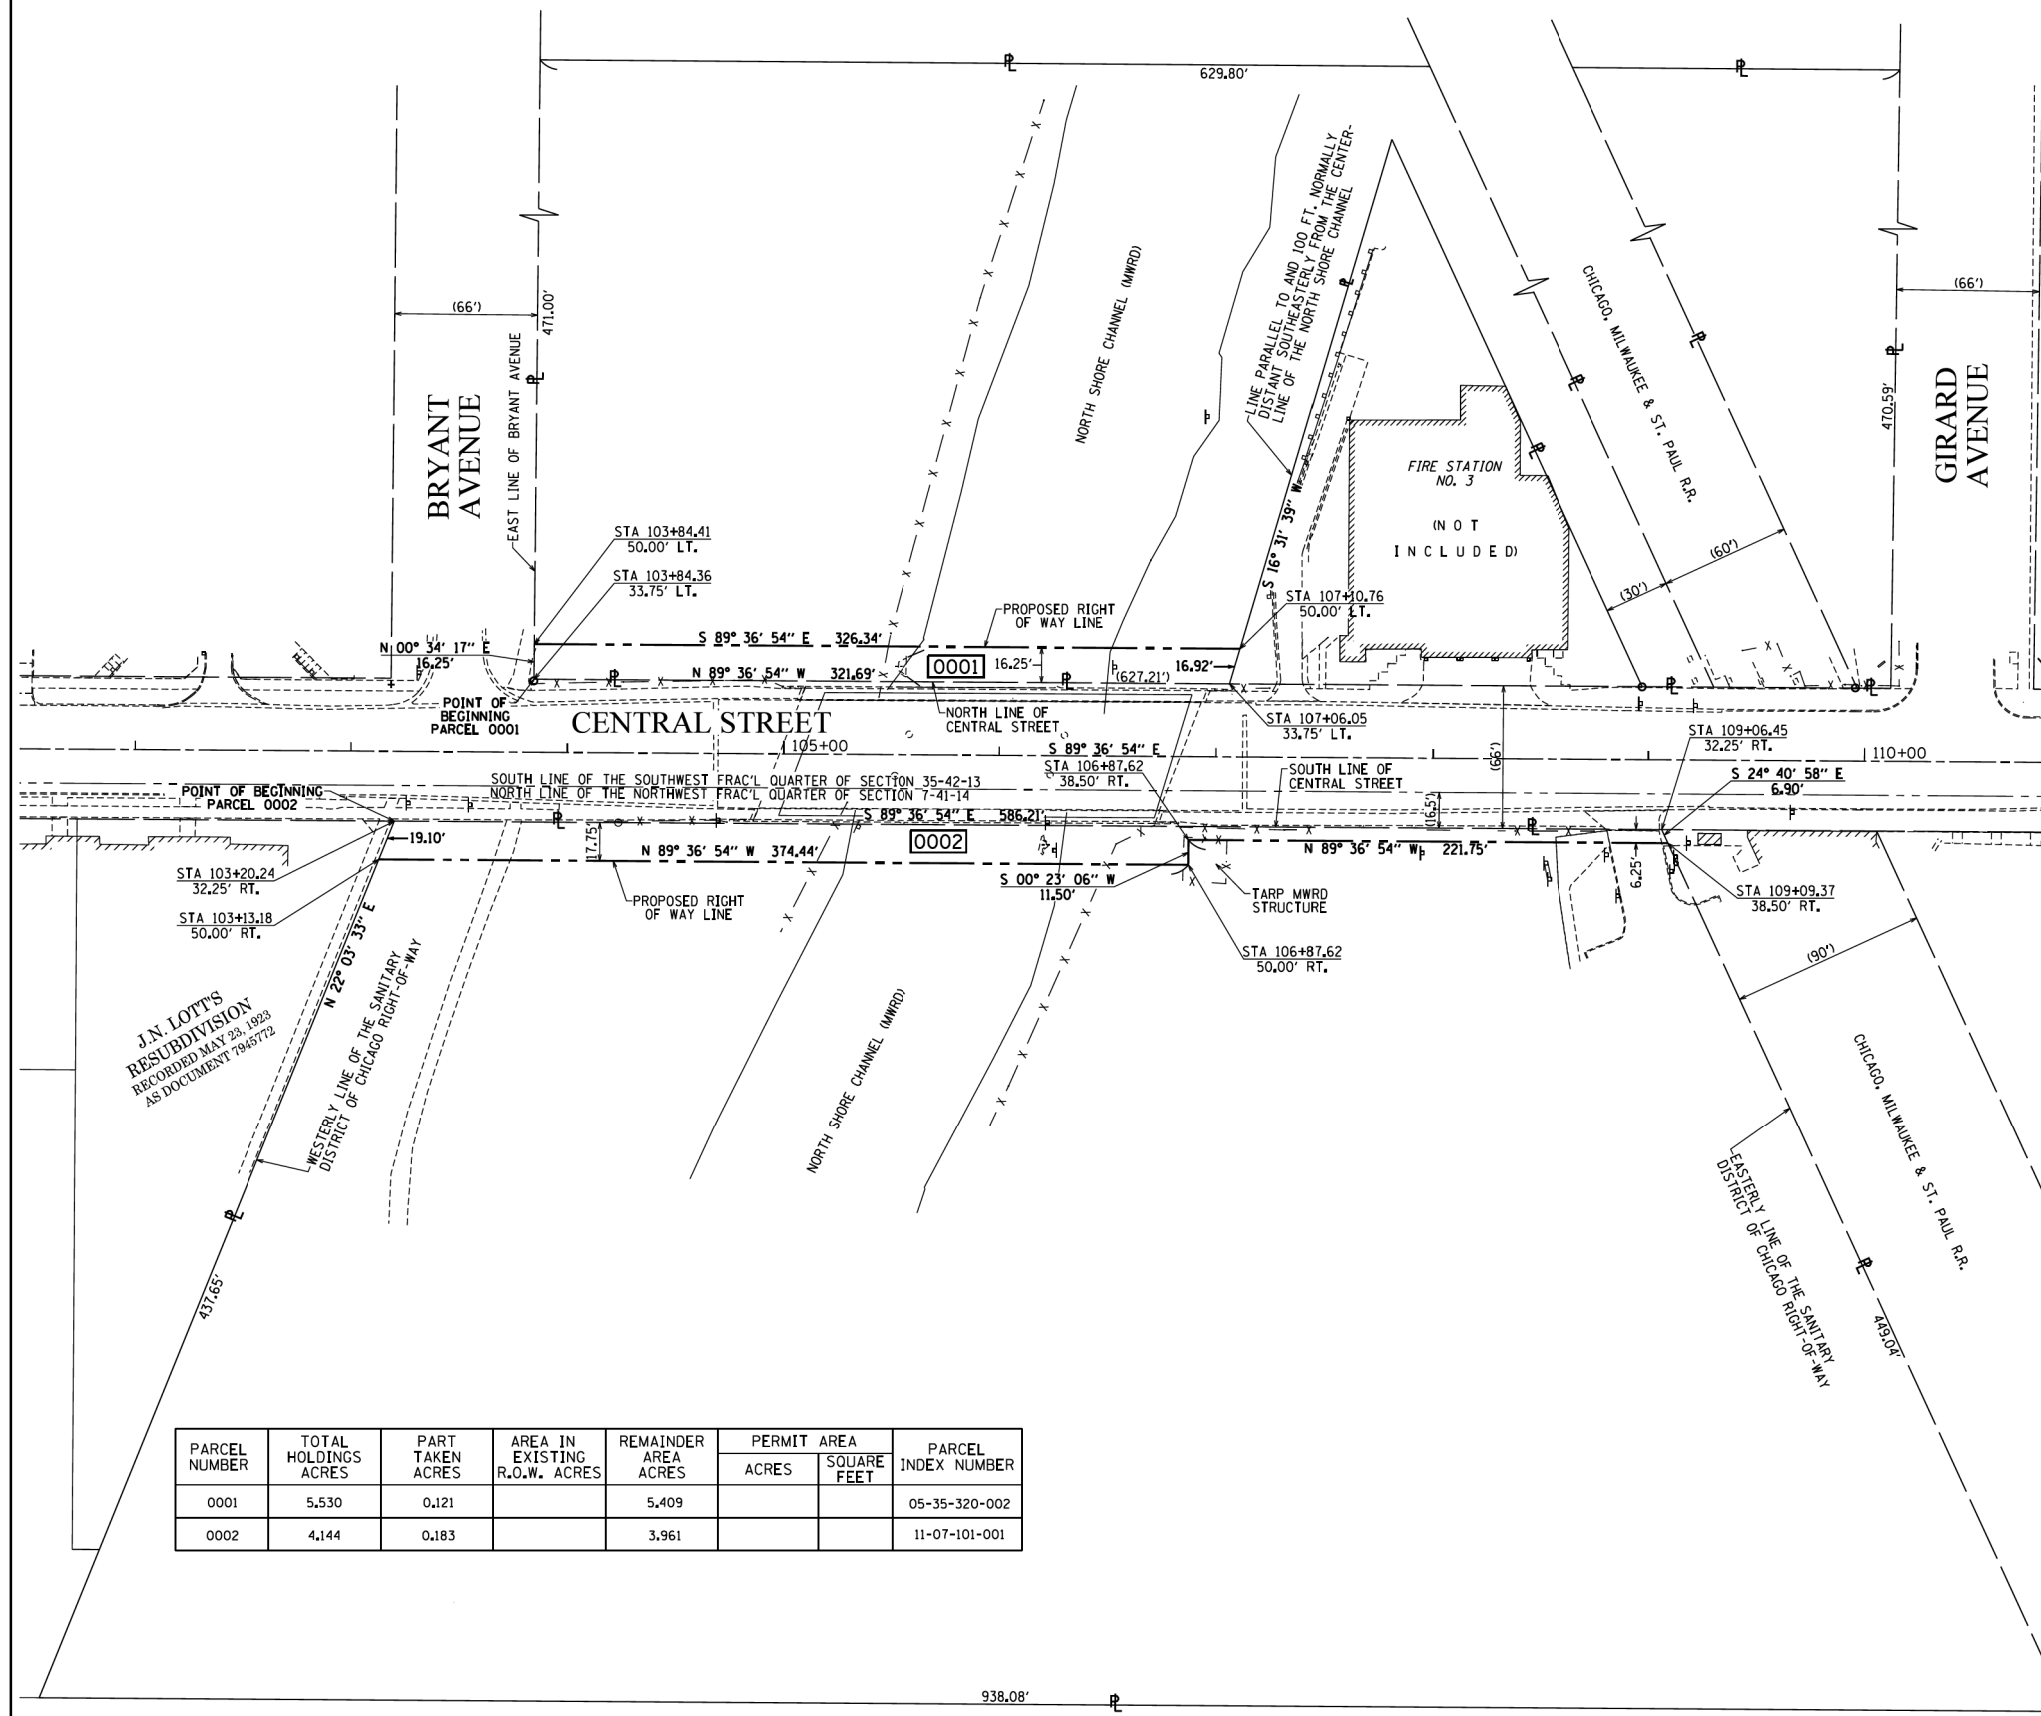 629.80'
(66')
471.00'
EAST LINE OF BRYANT AVENUE
BRYANT
AVENUE
NORTH SHORE CHANNEL (MWRD)
LINE PARALLEL TO AND 100 FT. NORMALLY
DISTANT SOUTHEASTERLY FROM THE CENTER-
LINE OF THE NORTH SHORE CHANNEL
S 16° 31' 39" W
FIRE STATION
NO. 3
(NOT
INCLUDED)
CHICAGO, MILWAUKEE & ST. PAUL R.R.
(66')
470.59'
GIRARD
AVENUE
(60')
(30')
STA 103+84.41
50.00' LT.
STA 103+84.36
33.75' LT.
STA 107+10.76
50.00' LT.
PROPOSED RIGHT
OF WAY LINE
N 00° 34' 17" E
16.25'
S 89° 36' 54" E 326.34'
0001
16.25'
16.92'
N 89° 36' 54" W 321.69'
(627.21')
POINT OF
BEGINNING
PARCEL 0001
CENTRAL STREET
NORTH LINE OF
CENTRAL STREET
STA 107+06.05
33.75' LT.
105+00
S 89° 36' 54" E
(66')
STA 109+06.45
32.25' RT.
110+00
STA 106+87.62
38.50' RT.
SOUTH LINE OF
CENTRAL STREET
S 24° 40' 58" E
6.90'
SOUTH LINE OF THE SOUTHWEST FRAC'L QUARTER OF SECTION 35-42-13
NORTH LINE OF THE NORTHWEST FRAC'L QUARTER OF SECTION 7-41-14
POINT OF BEGINNING
PARCEL 0002
(16.5')
S 89° 36' 54" E 586.21'
19.10'
17.75'
0002
N 89° 36' 54" W 374.44'
N 89° 36' 54" W 221.75'
6.25'
STA 103+20.24
32.25' RT.
STA 103+13.18
50.00' RT.
S 00° 23' 06" W
11.50'
PROPOSED RIGHT
OF WAY LINE
TARP MWRD
STRUCTURE
STA 109+09.37
38.50' RT.
STA 106+87.62
50.00' RT.
(90')
N 22° 03' 33" E
WESTERLY LINE OF THE SANITARY
DISTRICT OF CHICAGO RIGHT-OF-WAY
J.N. LOTT'S
RESUBDIVISION
RECORDED MAY 23, 1923
AS DOCUMENT 7945772
NORTH SHORE CHANNEL (MWRD)
CHICAGO, MILWAUKEE & ST. PAUL R.R.
EASTERLY LINE OF THE SANITARY
DISTRICT OF CHICAGO RIGHT-OF-WAY
437.65'
449.04'
PARCEL NUMBER TOTAL HOLDINGS ACRES PART TAKEN ACRES AREA IN EXISTING R.O.W. ACRES REMAINDER AREA ACRES PERMIT AREA ACRES SQUARE FEET PARCEL INDEX NUMBER
0001 5.530 0.121 5.409 05-35-320-002
0002 4.144 0.183 3.961 11-07-101-001
938.08'